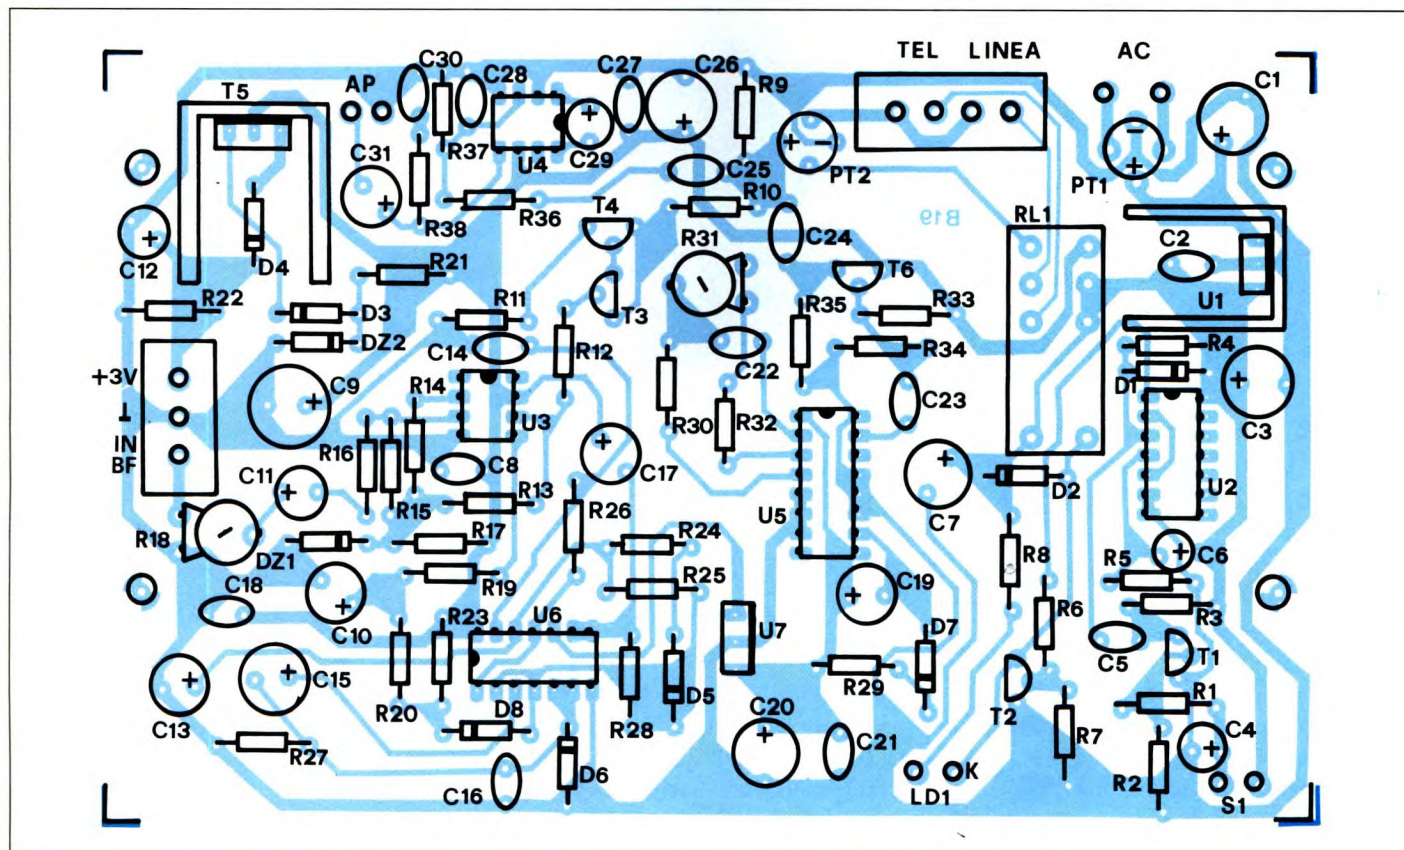 TEL LINEA
AC
C30
C28
C27
C26
R9
C1
T5
AP
R37
U4
C29
C25
PT2
PT1
C31
R10
R38
R36
T4
R31
C24
B19
RL1
C2
C12
D4
R21
T6
U1
R22
D3
R11
T3
R35
R33
DZ2
C14
R12
C22
R34
R4
+3V
C9
R14
D1
⊥
U3
R30
R32
C23
C3
IN
BF
R16
C8
C17
C11
R15
R13
U5
C7
D2
U2
R18
DZ1
R17
R26
R24
R8
R5
C6
C18
R19
R25
C19
R6
R3
C10
R23
U6
U7
D7
C5
T1
C15
R20
R28
D5
R29
T2
R1
C13
D8
C20
C21
R7
C4
R27
C16
D6
K
LD1
R2
S1